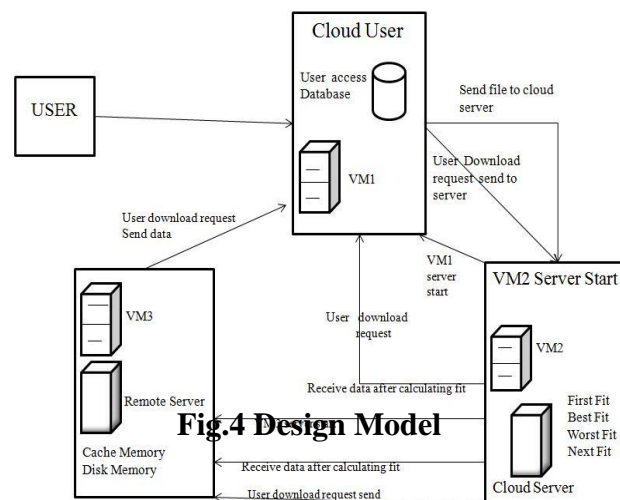 Cloud User
User access
Database
Send file to cloud
server
USER
VM1
User Download
request send to
server
User download request
Send data
VM1
server
start
VM2 Server Start
VM3
User download
request
VM2
Remote Server
Receive data after calculating fit
First Fit
Best Fit
Worst Fit
Next Fit
Fig.4 Design Model
Cache Memory
Disk Memory
Receive data after calculating fit
Cloud Server
User download request send